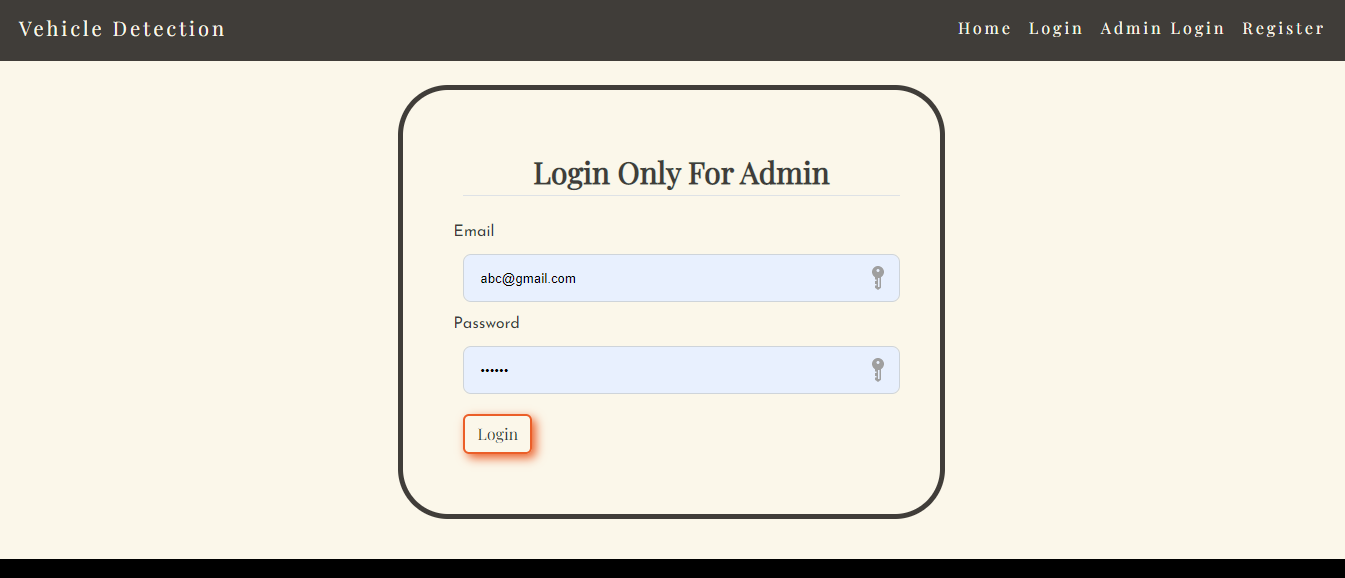 Vehicle Detection Home Login Admin Login Register
Login Only For Admin
Email
abc@gmail.com
Password
••••••
Login